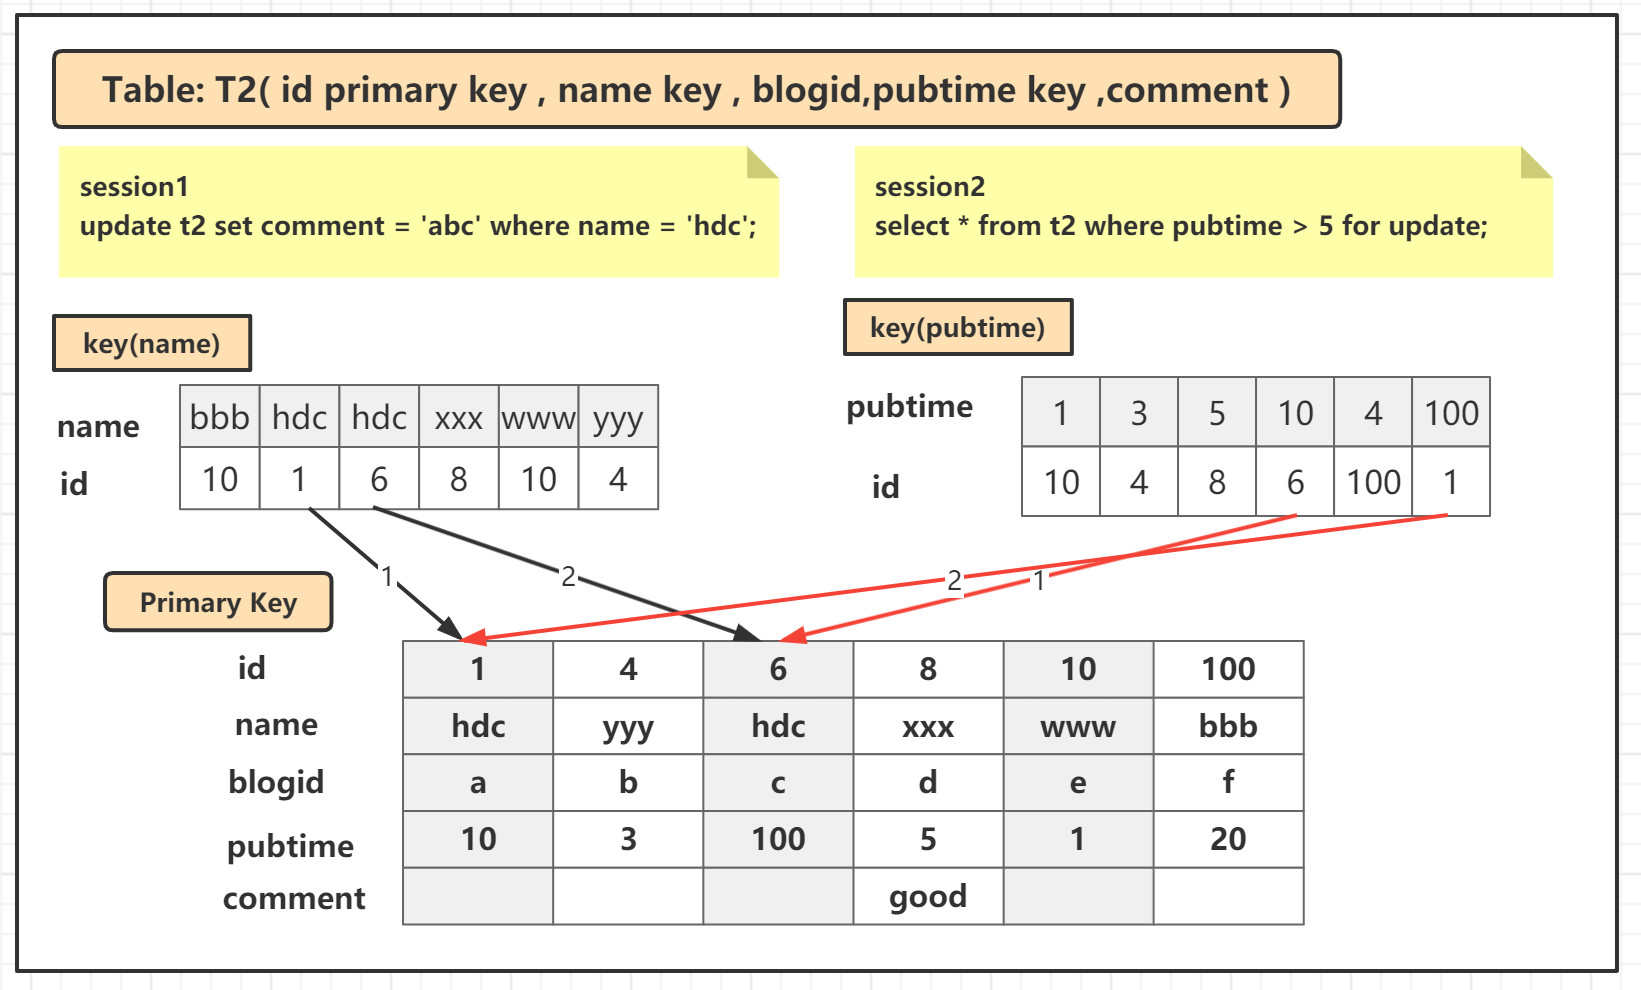 Table: T2( id primary key , name key , blogid,pubtime key ,comment )
session1
update t2 set comment = 'abc' where name = 'hdc';
session2
select * from t2 where pubtime > 5 for update;
key(name)
name bbb hdc hdc xxx www yyy
id 10 1 6 8 10 4
key(pubtime)
pubtime 1 3 5 10 4 100
id 10 4 8 6 100 1
1 2 2 1
Primary Key
id 1 4 6 8 10 100
name hdc yyy hdc xxx www bbb
blogid a b c d e f
pubtime 10 3 100 5 1 20
comment good